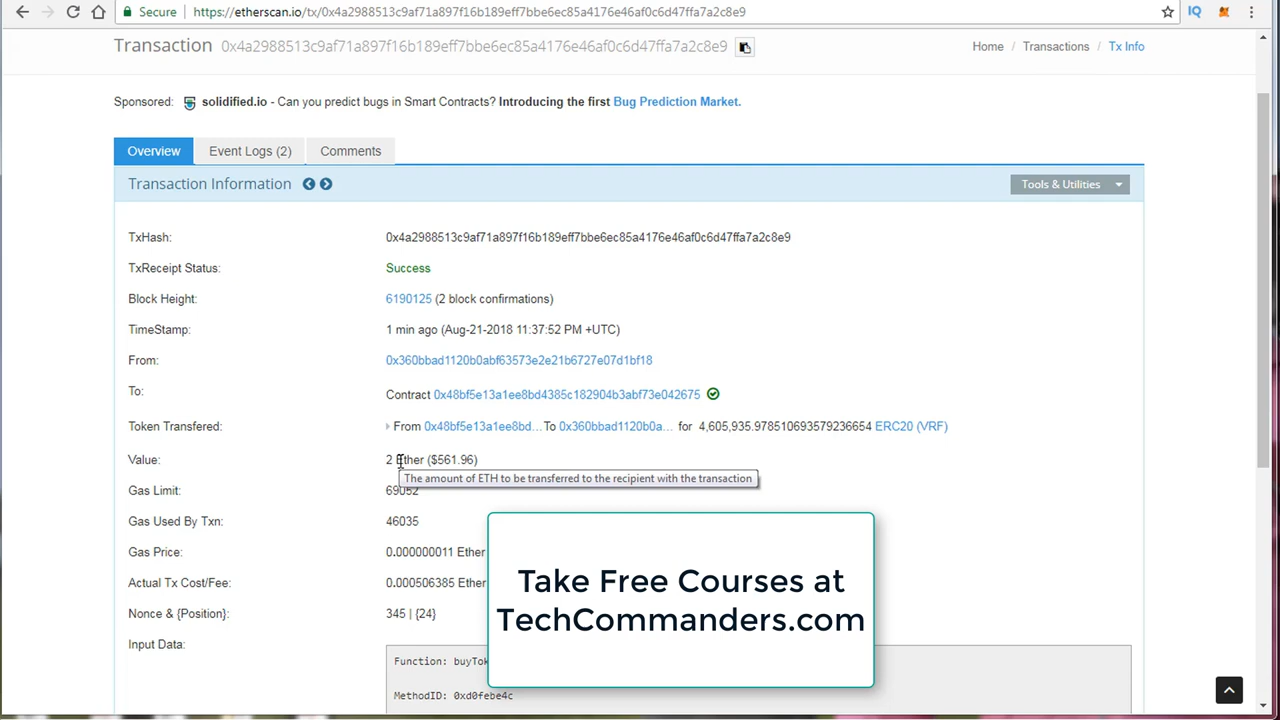 Secure https://etherscan.io/tx/0x4a2988513c9af71a897f16b189eff7bbe6ec85a4176e46af0c6d47ffa7a2c8e9
IQ
Transaction 0x4a2988513c9af71a897f16b189eff7bbe6ec85a4176e46af0c6d47ffa7a2c8e9
Home / Transactions / Tx Info
Sponsored: solidified.io - Can you predict bugs in Smart Contracts? Introducing the first Bug Prediction Market.
Overview Event Logs (2) Comments
Transaction Information
Tools & Utilities
TxHash: 0x4a2988513c9af71a897f16b189eff7bbe6ec85a4176e46af0c6d47ffa7a2c8e9
TxReceipt Status: Success
Block Height: 6190125 (2 block confirmations)
TimeStamp: 1 min ago (Aug-21-2018 11:37:52 PM +UTC)
From: 0x360bbad1120b0abf63573e2e21b6727e07d1bf18
To: Contract 0x48bf5e13a1ee8bd4385c182904b3abf73e042675
Token Transferred: From 0x48bf5e13a1ee8bd... To 0x360bbad1120b0a... for 4,605,935.978510693579236654 ERC20 (VRF)
Value: 2 Ether ($561.96)
The amount of ETH to be transferred to the recipient with the transaction
Gas Limit: 69052
Gas Used By Txn: 46035
Gas Price: 0.000000011 Ether
Actual Tx Cost/Fee: 0.000506385 Ether
Nonce & {Position}: 345 | {24}
Input Data:
Function: buyTok
MethodID: 0xd0febe4c
Take Free Courses at
TechCommanders.com